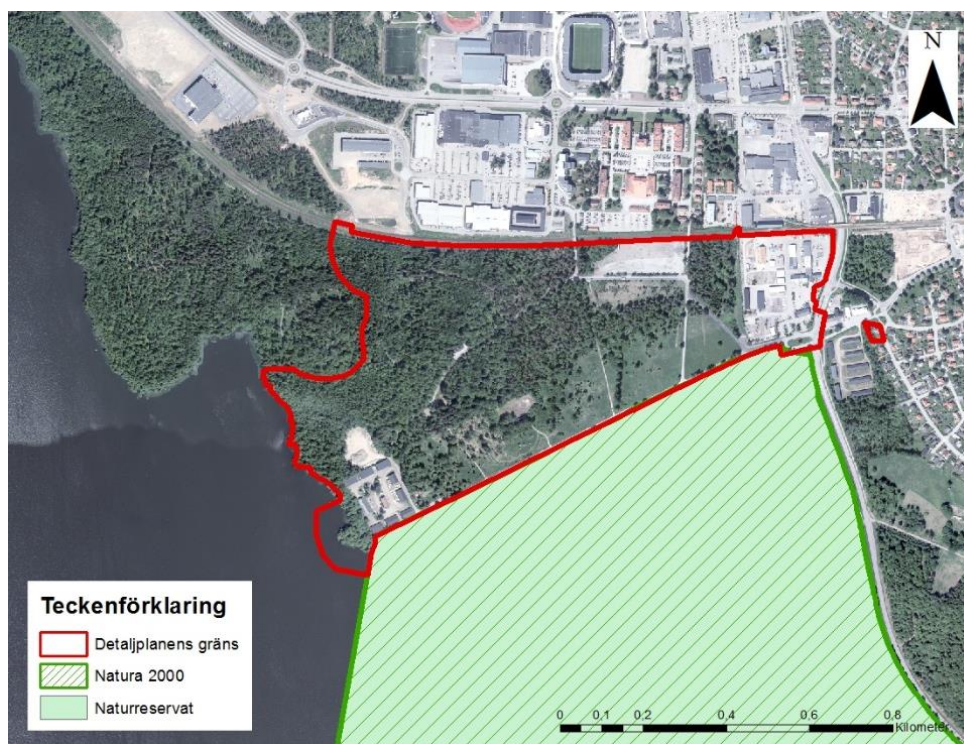 N
Teckenförklaring
Detaljplanens gräns
Natura 2000
Naturreservat
0 0,1 0,2 0,4 0,6 0,8
Kilometer